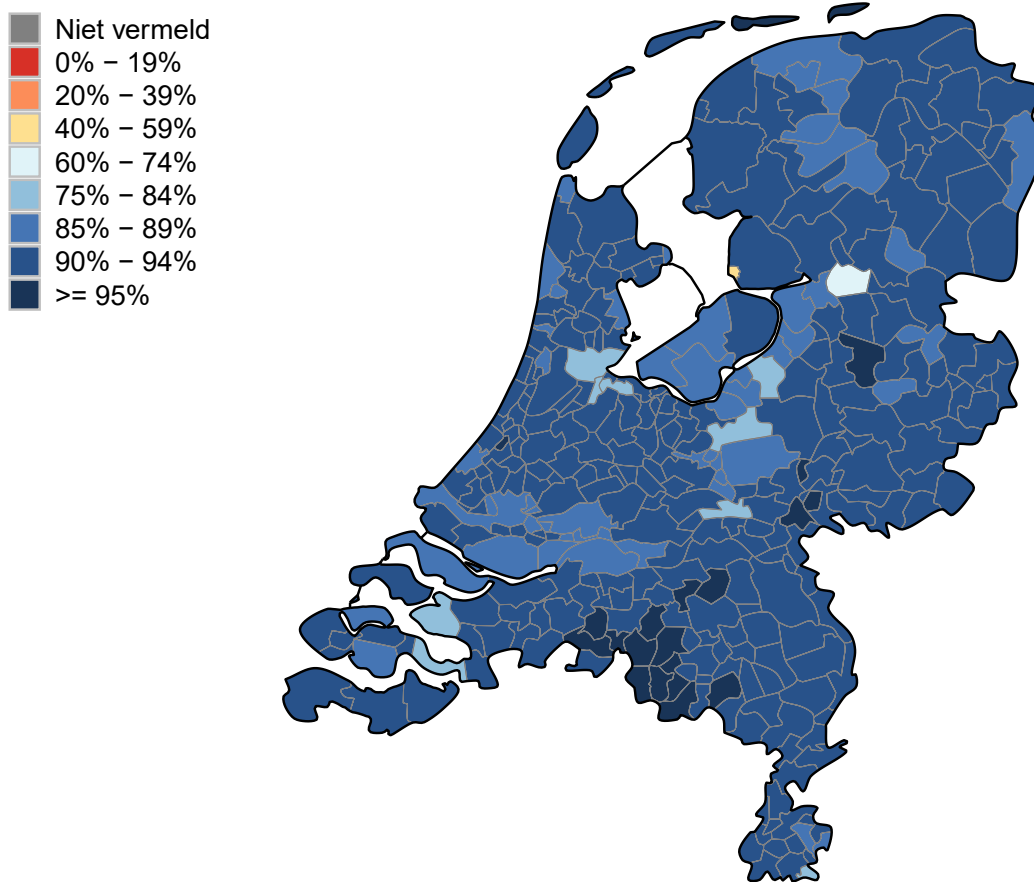 Niet vermeld
0% − 19%
20% − 39%
40% − 59%
60% − 74%
75% − 84%
85% − 89%
90% − 94%
>= 95%